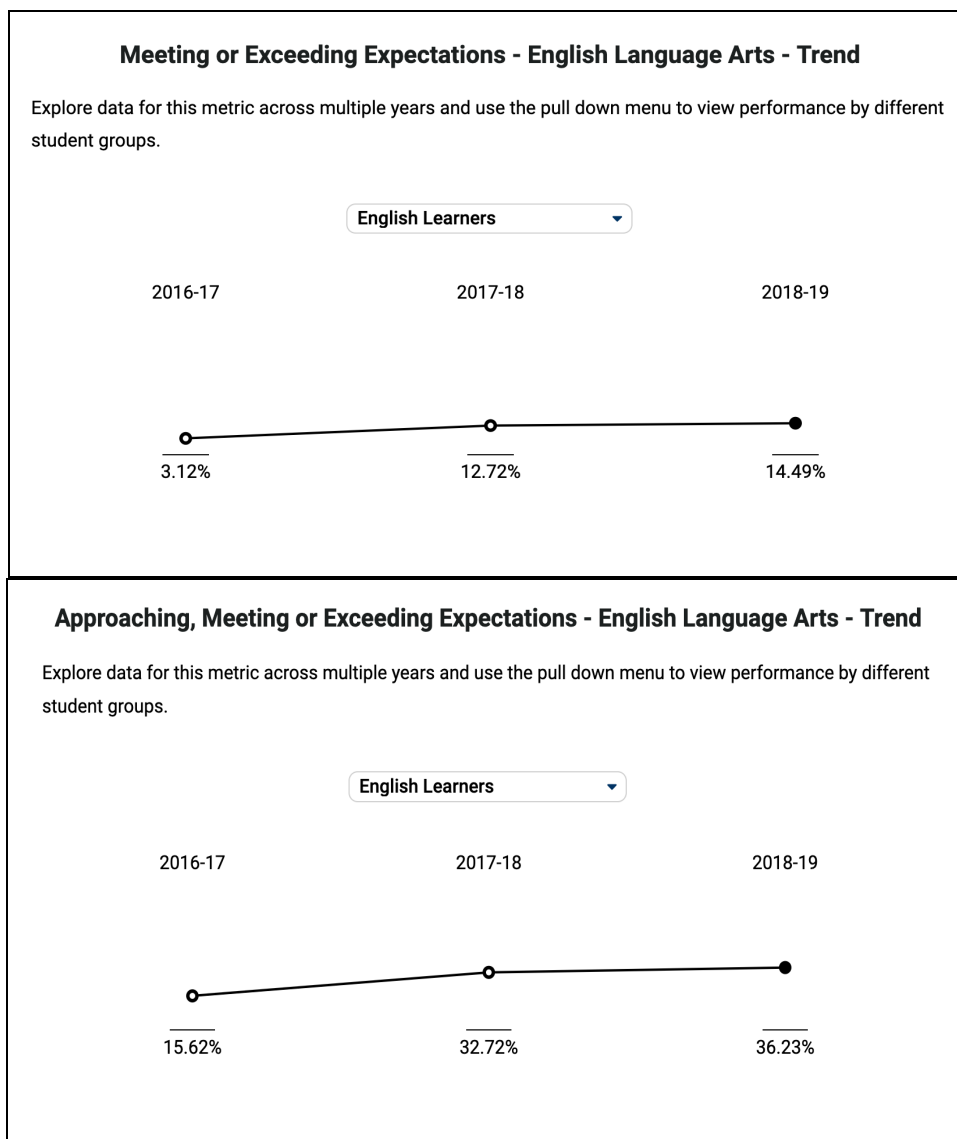 Meeting or Exceeding Expectations - English Language Arts - Trend
Explore data for this metric across multiple years and use the pull down menu to view performance by different
student groups.
English Learners
2016-17 2017-18 2018-19
3.12% 12.72% 14.49%
Approaching, Meeting or Exceeding Expectations - English Language Arts - Trend
Explore data for this metric across multiple years and use the pull down menu to view performance by different
student groups.
English Learners
2016-17 2017-18 2018-19
15.62% 32.72% 36.23%